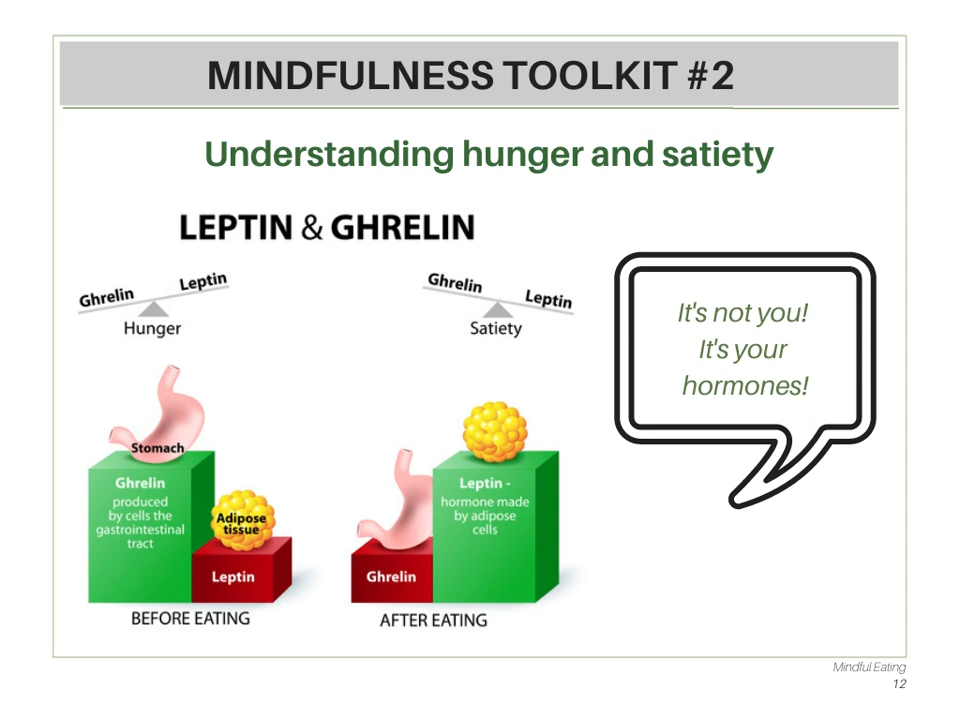 MINDFULNESS TOOLKIT #2
Understanding hunger and satiety
LEPTIN & GHRELIN
Ghrelin
Leptin
Hunger
Ghrelin
Leptin
Satiety
It's not you!
It's your
hormones!
Stomach
Ghrelin
produced
by cells the
gastrointestinal
tract
Adipose
tissue
Leptin
BEFORE EATING
Leptin -
hormone made
by adipose
cells
Ghrelin
AFTER EATING
Mindful Eating
12